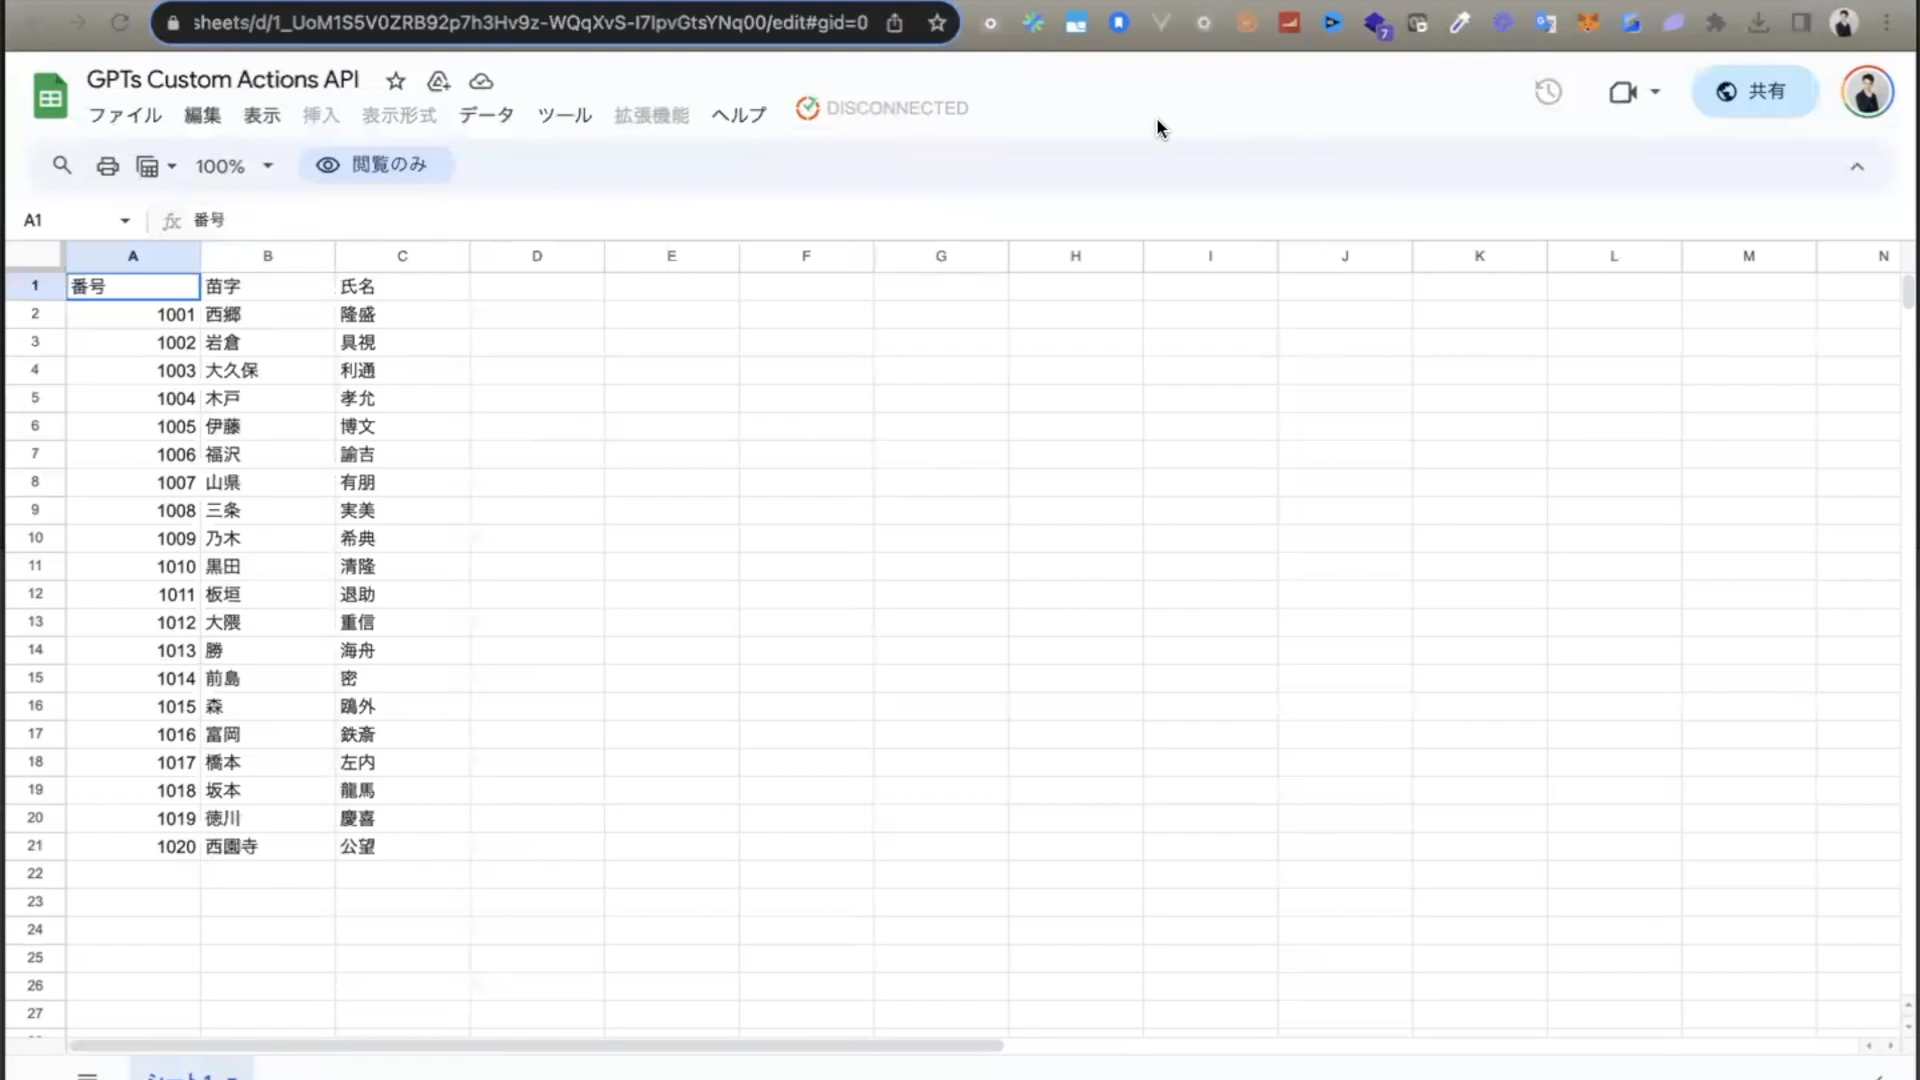 sheets/d/1_UoM1S5V0ZRB92p7h3Hv9z-WQqXvS-I7IpvGtsYNq00/edit#gid=0
7
GPTs Custom Actions API
ファイル 編集 表示 挿入 表示形式 データ ツール 拡張機能 ヘルプ DISCONNECTED
共有
100% 閲覧のみ
A1 fx 番号
A B C D E F G H I J K L M N
1 番号 苗字 氏名
2 1001 西郷 隆盛
3 1002 岩倉 具視
4 1003 大久保 利通
5 1004 木戸 孝允
6 1005 伊藤 博文
7 1006 福沢 諭吉
8 1007 山県 有朋
9 1008 三条 実美
10 1009 乃木 希典
11 1010 黒田 清隆
12 1011 板垣 退助
13 1012 大隈 重信
14 1013 勝 海舟
15 1014 前島 密
16 1015 森 鴎外
17 1016 富岡 鉄斎
18 1017 橋本 左内
19 1018 坂本 龍馬
20 1019 徳川 慶喜
21 1020 西園寺 公望
22
23
24
25
26
27
シート1